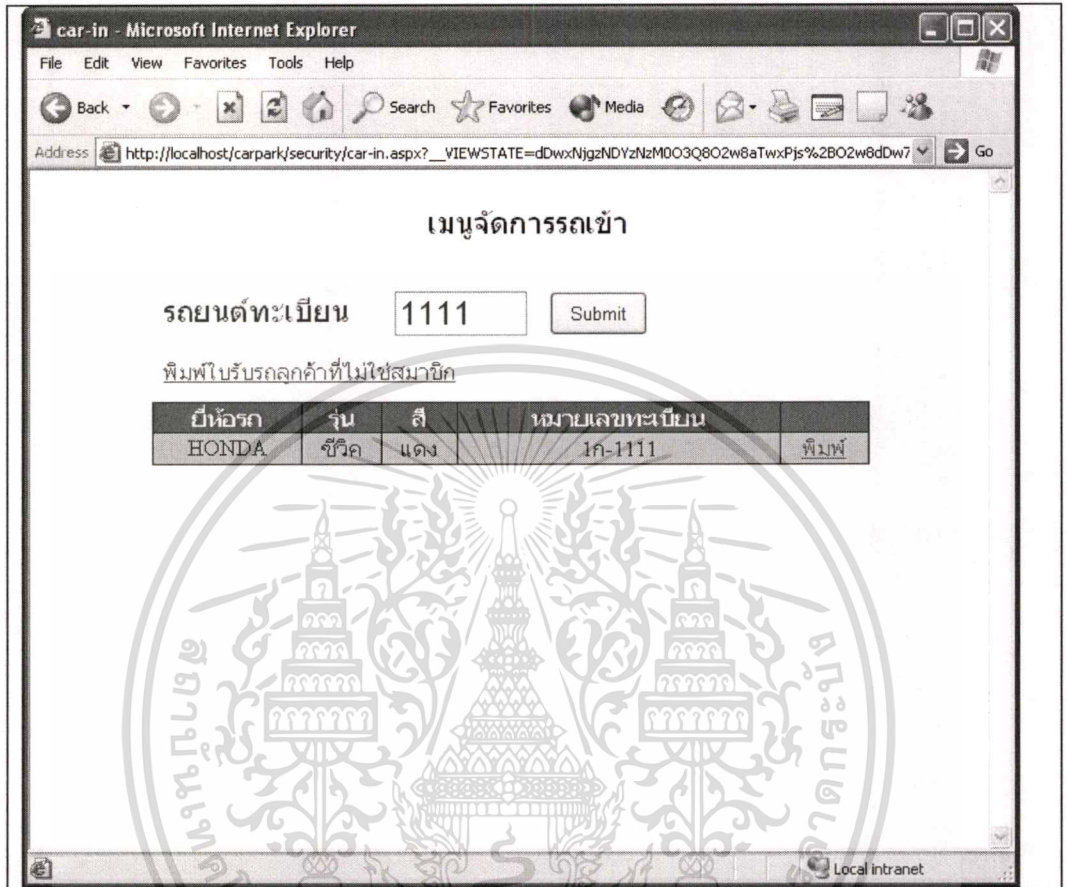 car-in - Microsoft Internet Explorer
File Edit View Favorites Tools Help
Back Search Favorites Media
Address http://localhost/carpark/security/car-in.aspx?__VIEWSTATE=dDwxNjgzNDYzNzM0O3Q8O2w8aTwxPjs%2BO2w8dDw7 Go
เมนูจัดการรถเข้า
รถยนต์ทะเบียน 1111 Submit
พิมพ์ใบรับรถลูกค้าที่ไม่ใช่สมาชิก
ยี่ห้อรถ รุ่น สี หมายเลขทะเบียน
HONDA ซีวิค แดง 1ก-1111 พิมพ์
Local intranet